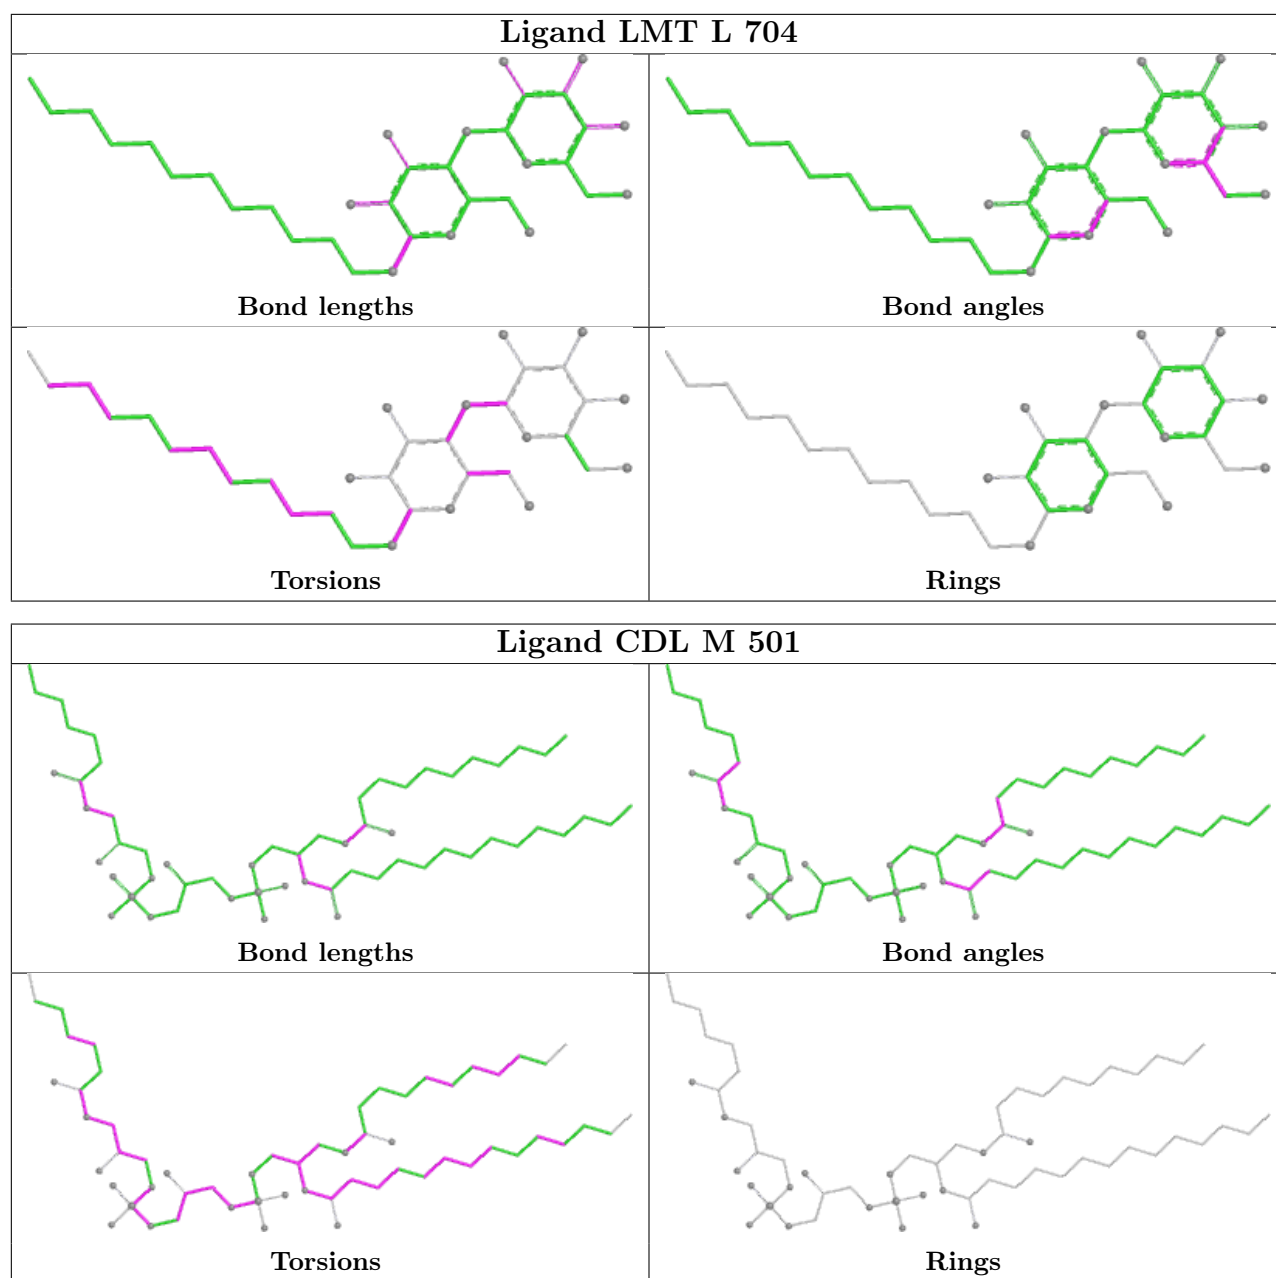 Ligand LMT L 704
Bond lengths
Bond angles
Torsions
Rings
Ligand CDL M 501
Bond lengths
Bond angles
Torsions
Rings